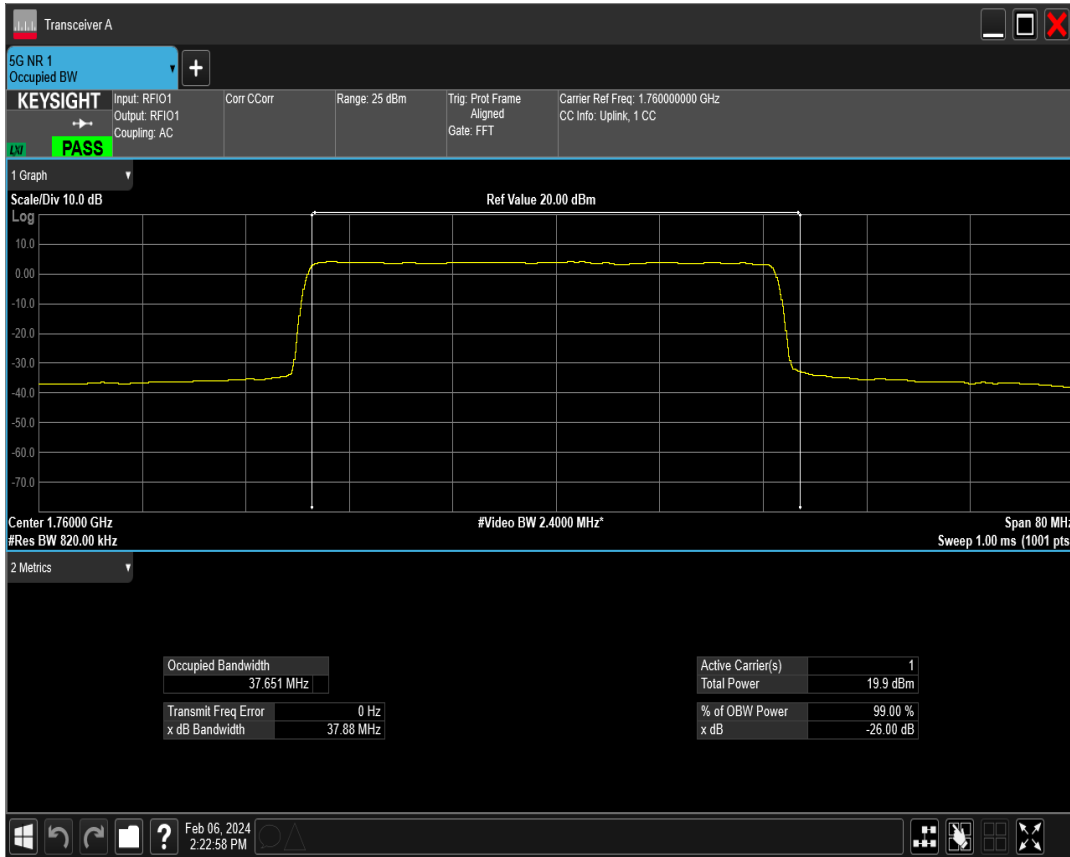 Transceiver A
5G NR 1
Occupied BW
KEYSIGHT
LXI
PASS
Input: RFIO1
Output: RFIO1
Coupling: AC
Corr CCorr
Range: 25 dBm
Trig: Prot Frame
Aligned
Gate: FFT
Carrier Ref Freq: 1.760000000 GHz
CC Info: Uplink, 1 CC
1 Graph
Scale/Div 10.0 dB
Ref Value 20.00 dBm
Log
10.0
0.00
-10.0
-20.0
-30.0
-40.0
-50.0
-60.0
-70.0
Center 1.76000 GHz
#Video BW 2.4000 MHz*
Span 80 MHz
#Res BW 820.00 kHz
Sweep 1.00 ms (1001 pts
2 Metrics
Occupied Bandwidth
37.651 MHz
Transmit Freq Error 0 Hz
x dB Bandwidth 37.88 MHz
Active Carrier(s) 1
Total Power 19.9 dBm
% of OBW Power 99.00 %
x dB -26.00 dB
?
Feb 06, 2024
2:22:58 PM